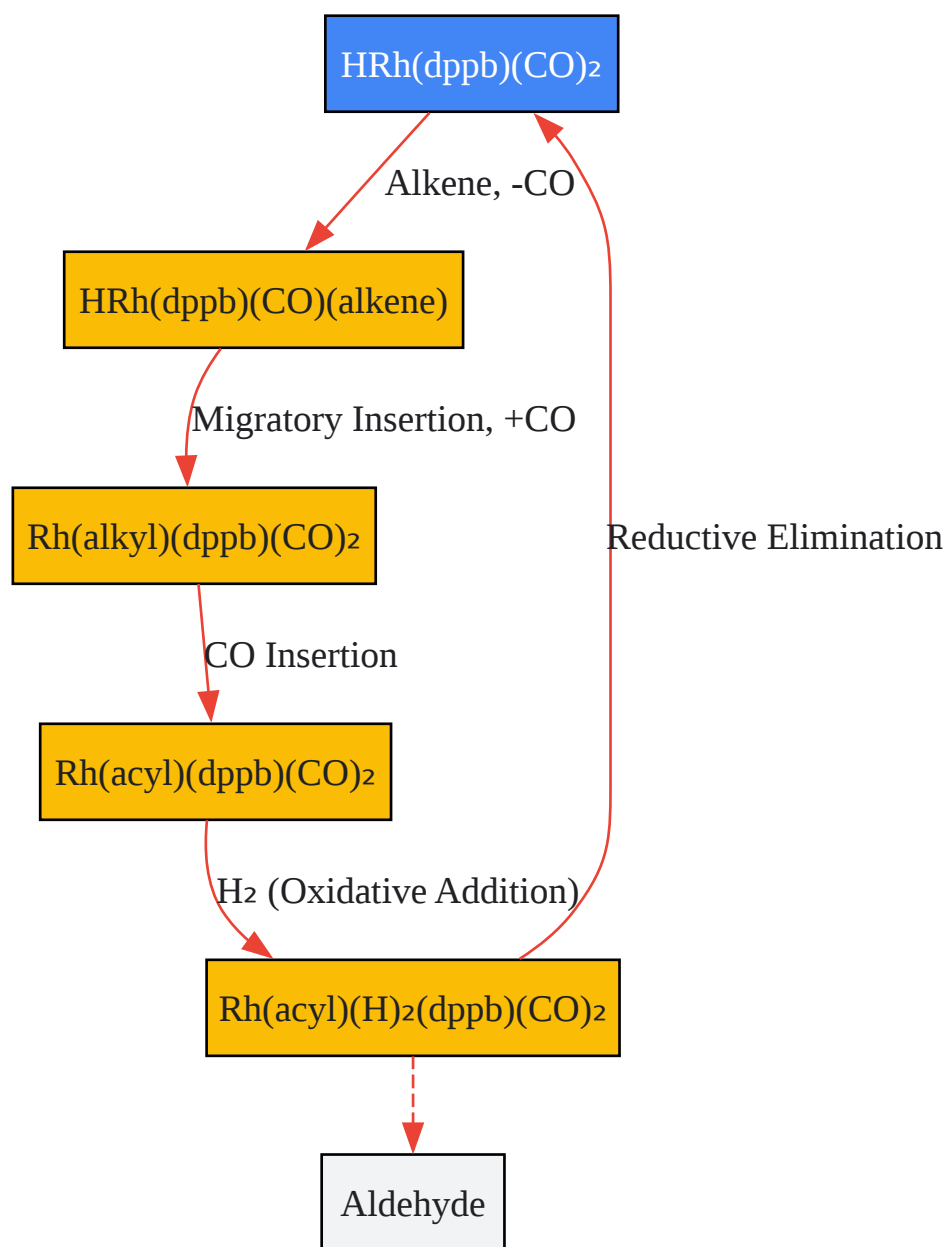 HRh(dppb)(CO)₂
Alkene, -CO
HRh(dppb)(CO)(alkene)
Migratory Insertion, +CO
Rh(alkyl)(dppb)(CO)₂
Reductive Elimination
CO Insertion
Rh(acyl)(dppb)(CO)₂
H₂ (Oxidative Addition)
Rh(acyl)(H)₂(dppb)(CO)₂
Aldehyde